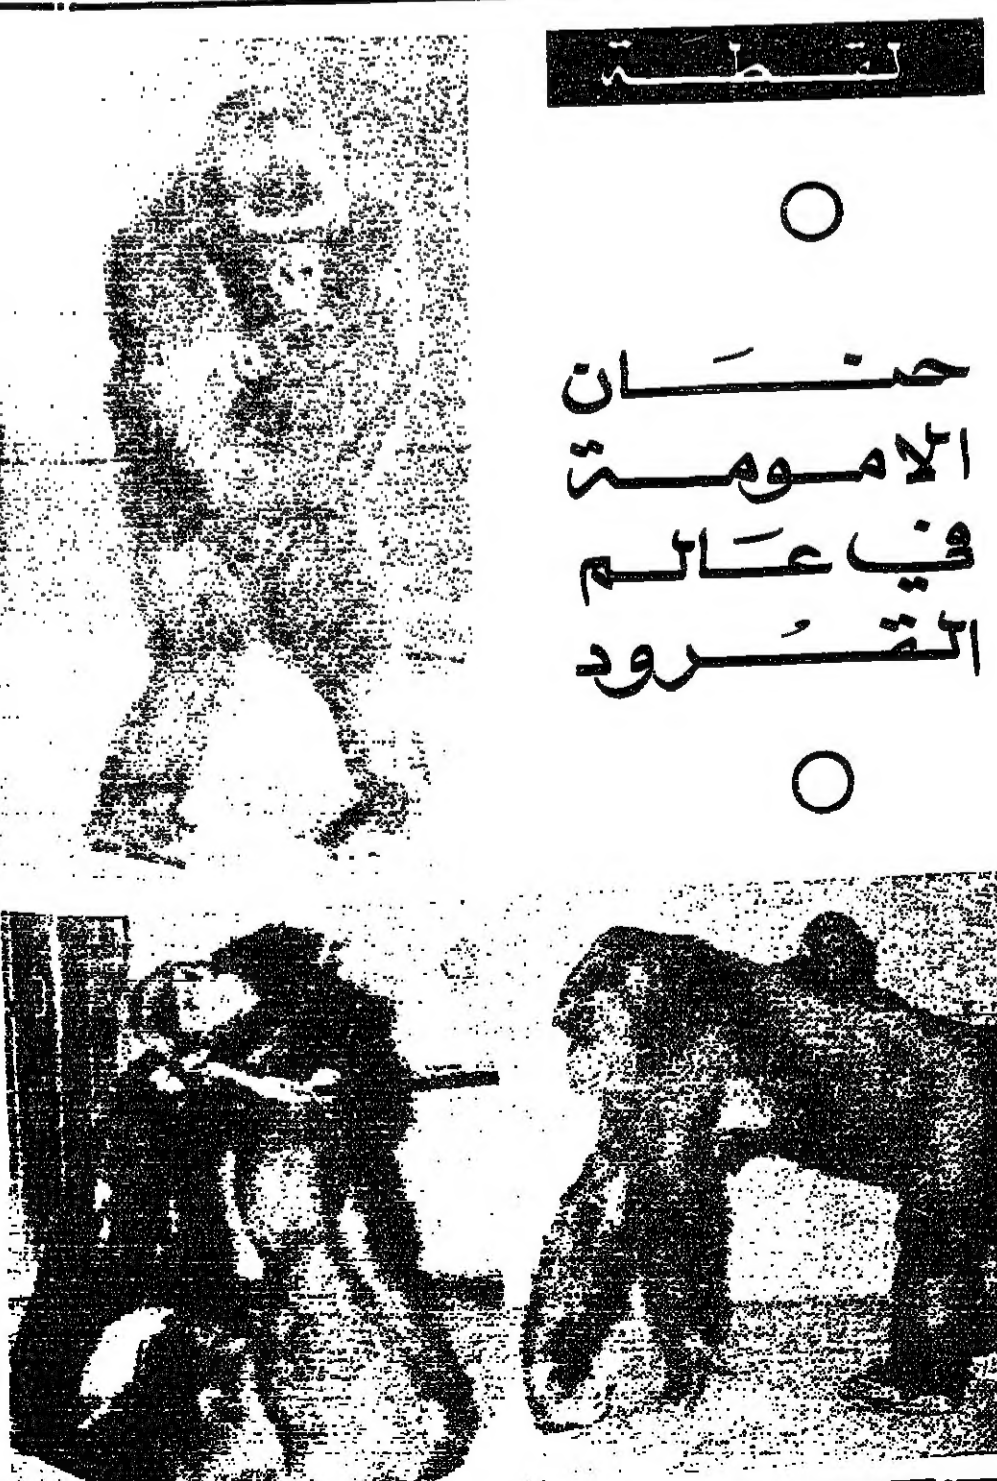 لقطة
حنان
الامومة
في عالم
القرود